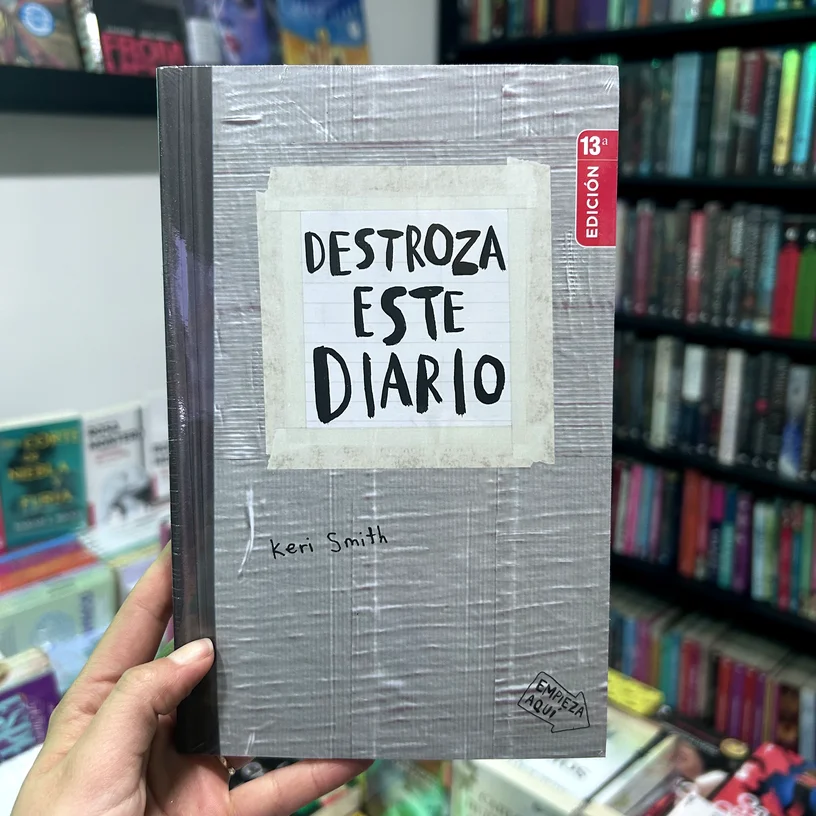 13ª
EDICIÓN
DESTROZA
ESTE
DIARIO
Keri Smith
EMPIEZA
AQUÍ